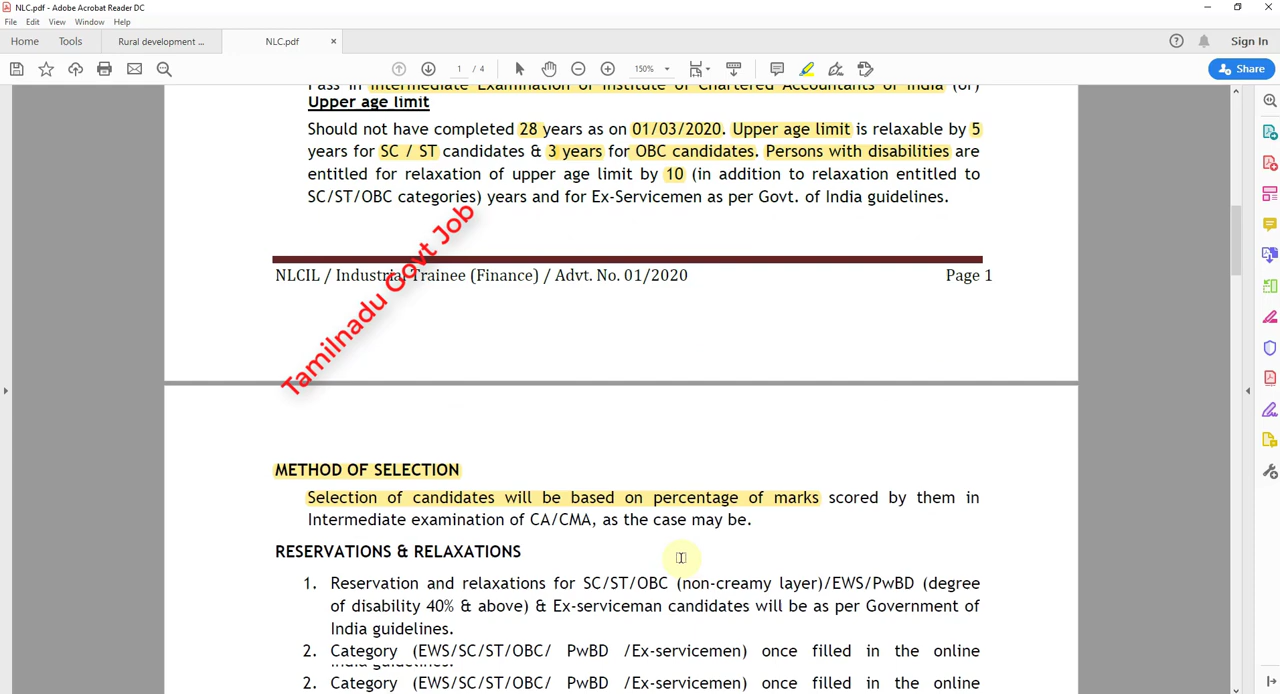 NLC.pdf - Adobe Acrobat Reader DC
File Edit View Window Help
Home Tools Rural development ... NLC.pdf × Sign In
1 / 4 150% Share
Pass in Intermediate Examination of Institute of Chartered Accountants of India (or)
Upper age limit
Should not have completed 28 years as on 01/03/2020. Upper age limit is relaxable by 5
years for SC / ST candidates & 3 years for OBC candidates. Persons with disabilities are
entitled for relaxation of upper age limit by 10 (in addition to relaxation entitled to
SC/ST/OBC categories) years and for Ex-Servicemen as per Govt. of India guidelines.
Tamilnadu Govt Job
NLCIL / Industrial Trainee (Finance) / Advt. No. 01/2020 Page 1
METHOD OF SELECTION
Selection of candidates will be based on percentage of marks scored by them in
Intermediate examination of CA/CMA, as the case may be.
RESERVATIONS & RELAXATIONS
1. Reservation and relaxations for SC/ST/OBC (non-creamy layer)/EWS/PwBD (degree
of disability 40% & above) & Ex-serviceman candidates will be as per Government of
India guidelines.
2. Category (EWS/SC/ST/OBC/ PwBD /Ex-servicemen) once filled in the online
India guidelines.
2. Category (EWS/SC/ST/OBC/ PwBD /Ex-servicemen) once filled in the online